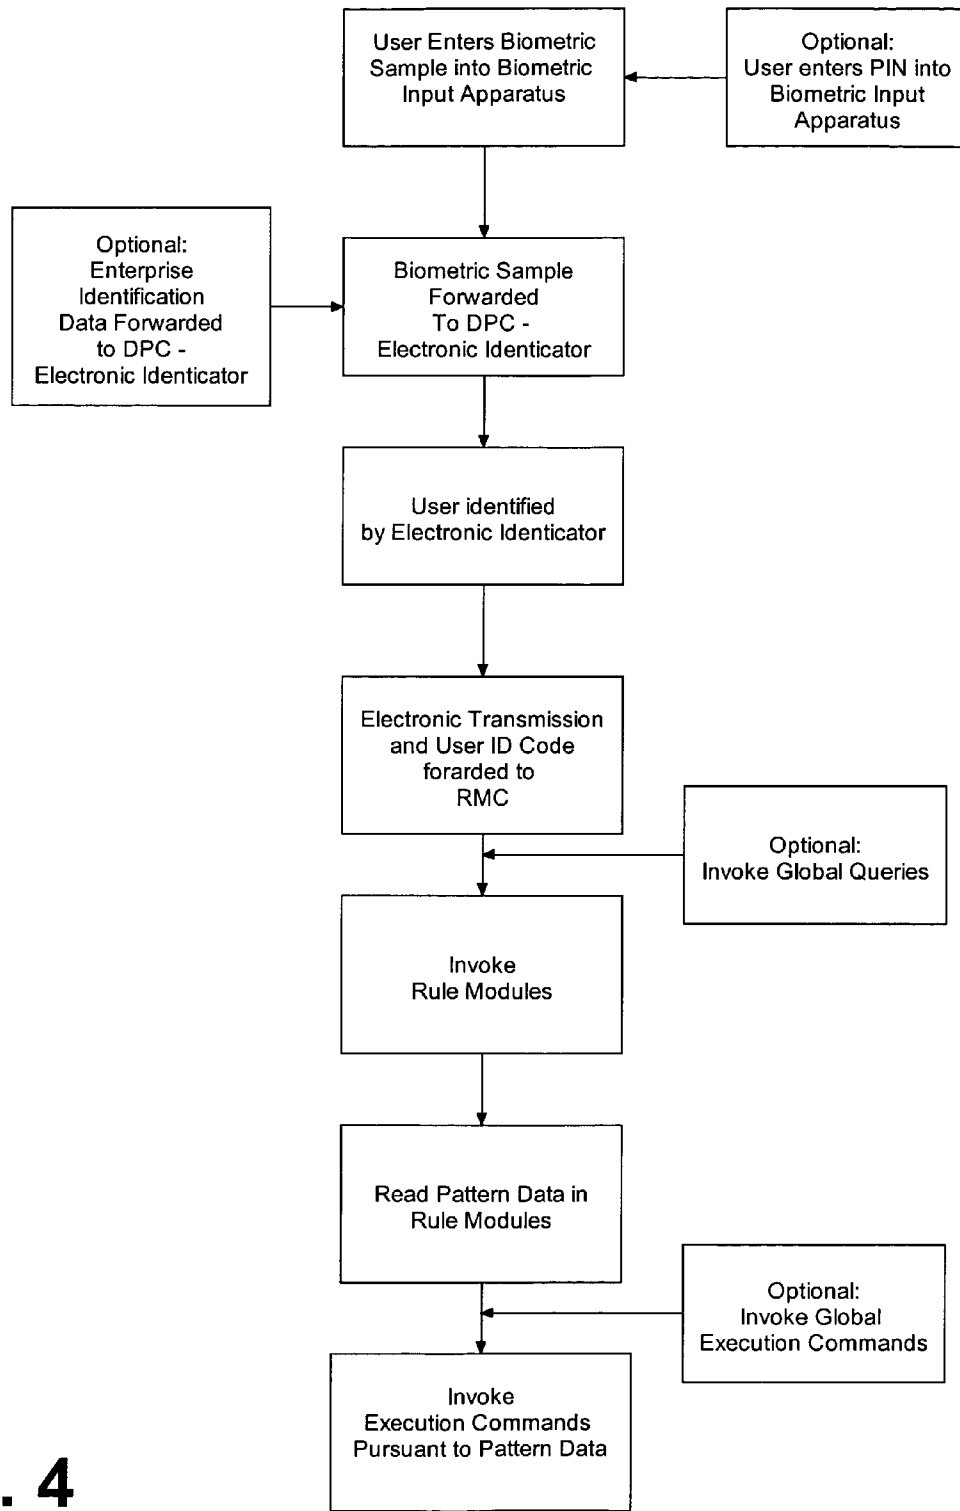 User Enters Biometric
Sample into Biometric
Input Apparatus
Optional:
User enters PIN into
Biometric Input
Apparatus
Optional:
Enterprise
Identification
Data Forwarded
to DPC -
Electronic Identicator
Biometric Sample
Forwarded
To DPC -
Electronic Identicator
User identified
by Electronic Identicator
Electronic Transmission
and User ID Code
forarded to
RMC
Optional:
Invoke Global Queries
Invoke
Rule Modules
Read Pattern Data in
Rule Modules
Optional:
Invoke Global
Execution Commands
Invoke
Execution Commands
Pursuant to Pattern Data
. 4